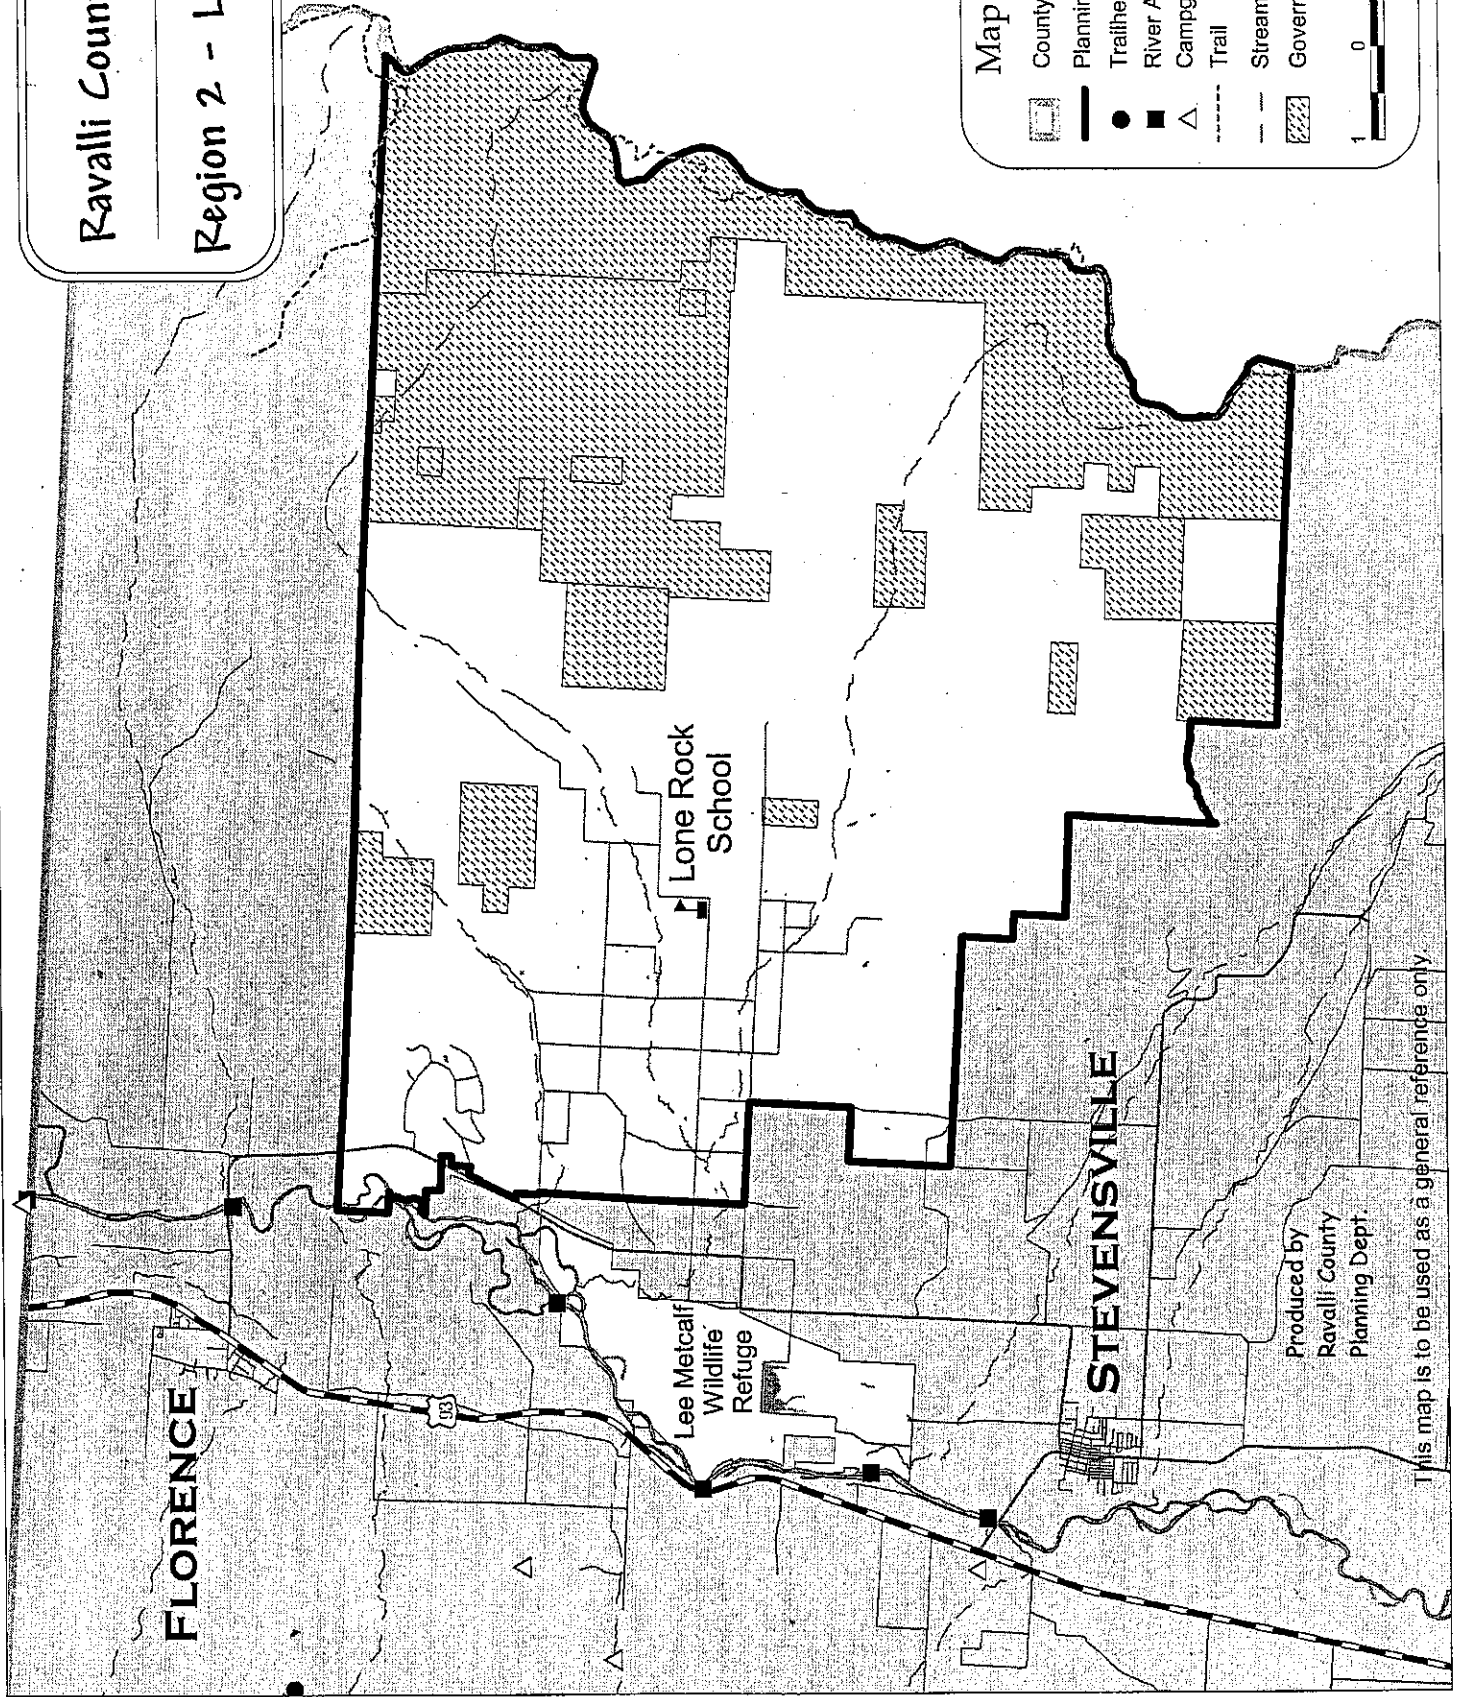 Ravalli Coun
Region 2 - L
Map
County
Plannin
Trailhe
River A
Campg
Trail
Stream
Govern
1 0
FLORENCE
93
Lone Rock
School
Lee Metcalf
Wildlife
Refuge
STEVENSVILLE
Produced by
Ravalli County
Planning Dept.
This map is to be used as a general reference only.